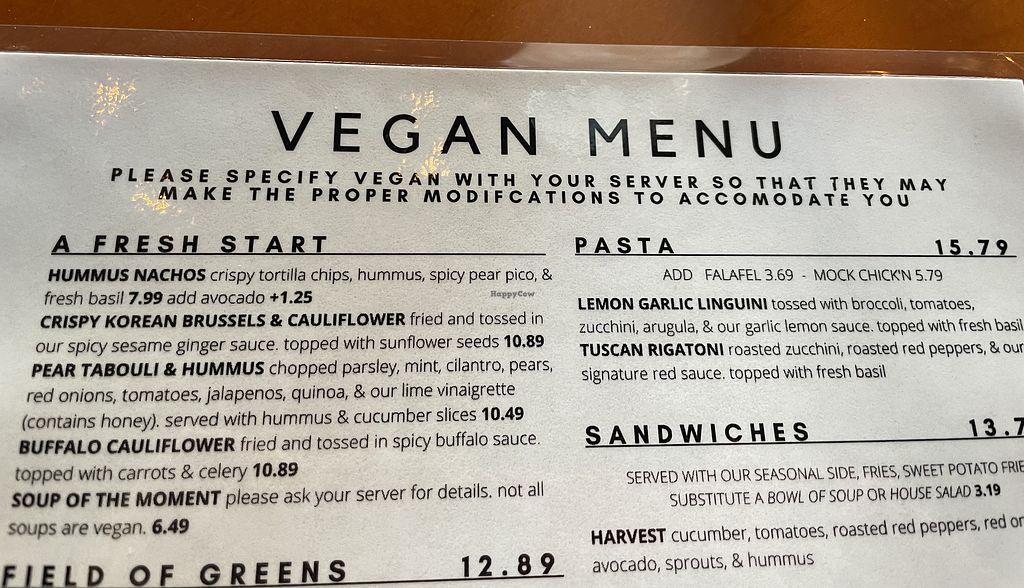 VEGAN MENU
PLEASE SPECIFY VEGAN WITH YOUR SERVER SO THAT THEY MAY
MAKE THE PROPER MODIFCATIONS TO ACCOMODATE YOU
A FRESH START
HUMMUS NACHOS crispy tortilla chips, hummus, spicy pear pico, &
fresh basil 7.99 add avocado +1.25
CRISPY KOREAN BRUSSELS & CAULIFLOWER fried and tossed in
our spicy sesame ginger sauce. topped with sunflower seeds 10.89
PEAR TABOULI & HUMMUS chopped parsley, mint, cilantro, pears,
red onions, tomatoes, jalapenos, quinoa, & our lime vinaigrette
(contains honey). served with hummus & cucumber slices 10.49
BUFFALO CAULIFLOWER fried and tossed in spicy buffalo sauce.
topped with carrots & celery 10.89
SOUP OF THE MOMENT please ask your server for details. not all
soups are vegan. 6.49
FIELD OF GREENS 12.89
PASTA 15.79
ADD FALAFEL 3.69 - MOCK CHICK'N 5.79
LEMON GARLIC LINGUINI tossed with broccoli, tomatoes,
zucchini, arugula, & our garlic lemon sauce. topped with fresh basil
TUSCAN RIGATONI roasted zucchini, roasted red peppers, & our
signature red sauce. topped with fresh basil
SANDWICHES 13.7
SERVED WITH OUR SEASONAL SIDE, FRIES, SWEET POTATO FRIE
SUBSTITUTE A BOWL OF SOUP OR HOUSE SALAD 3.19
HARVEST cucumber, tomatoes, roasted red peppers, red on
avocado, sprouts, & hummus
HappyCow